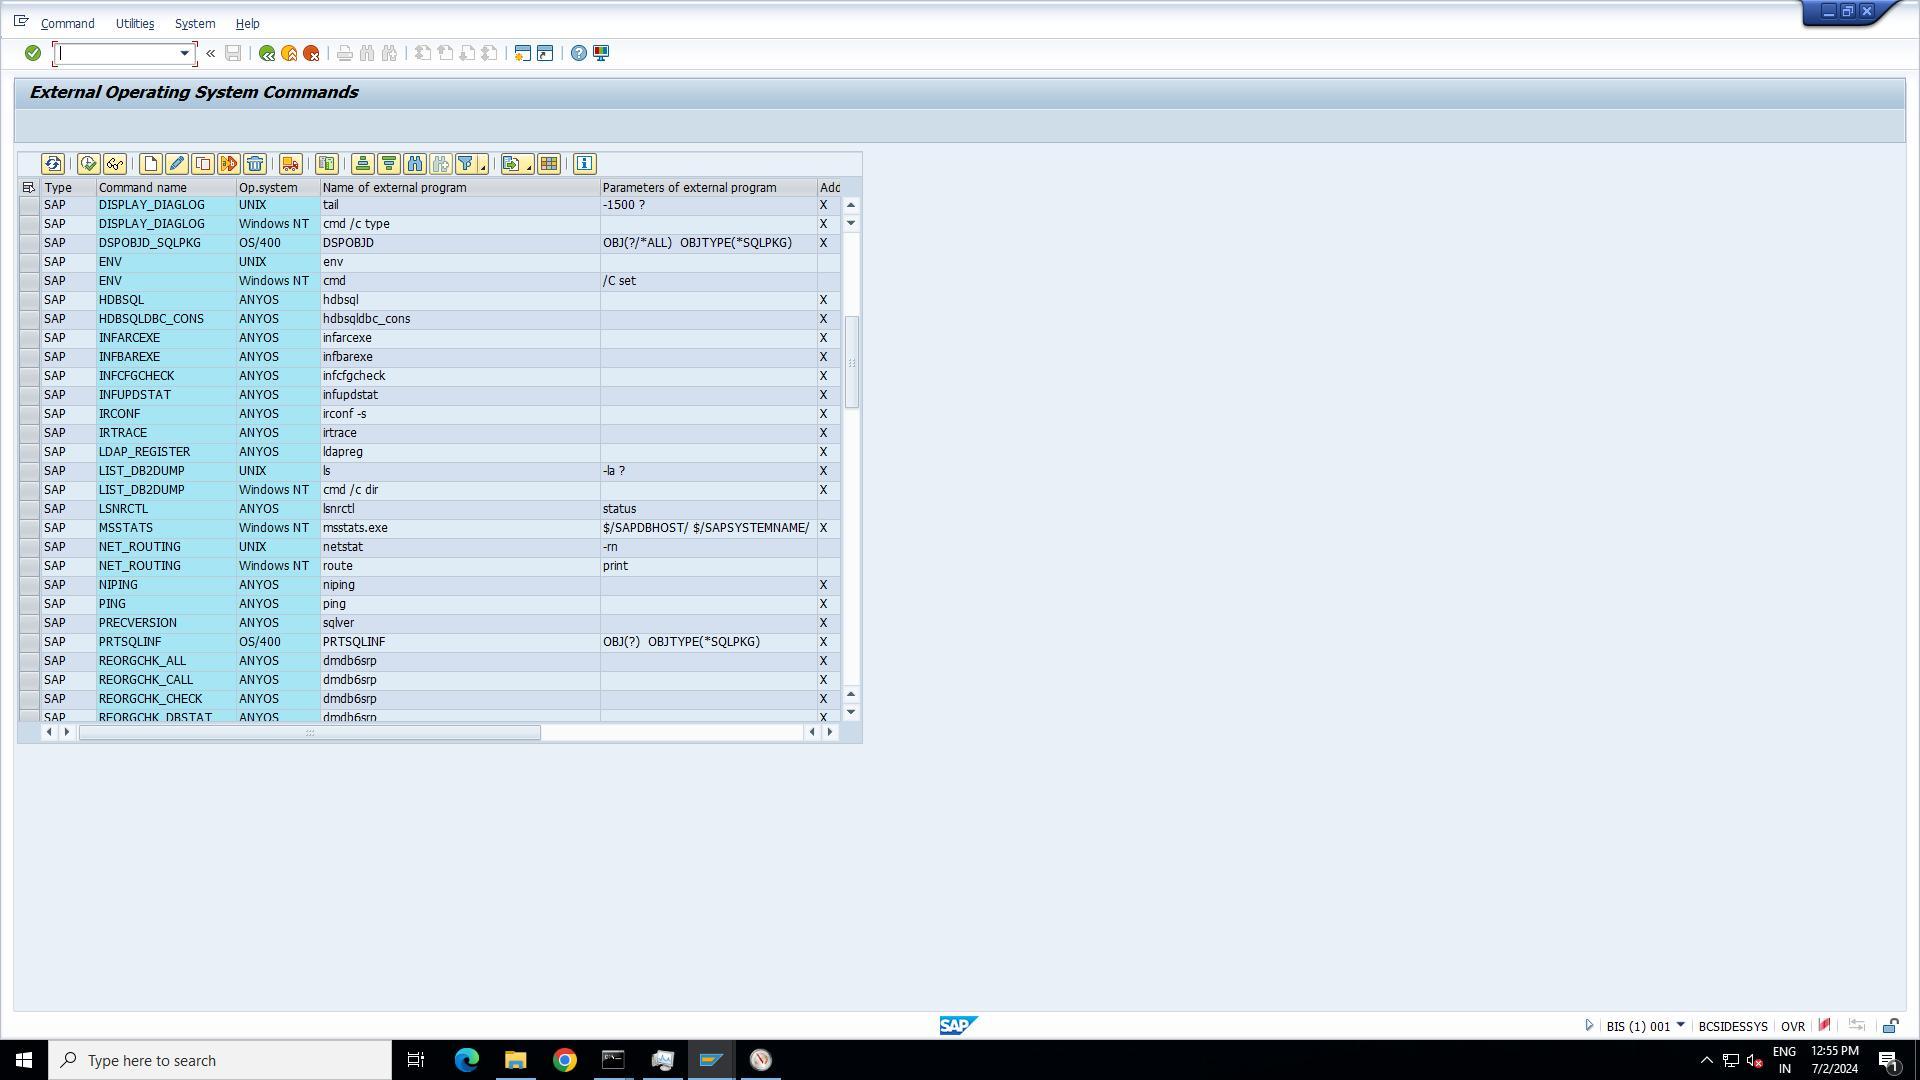 Command Utilities System Help
External Operating System Commands
Type Command name Op.system Name of external program Parameters of external program Add
SAP DISPLAY_DIAGLOG UNIX tail -1500 ? X
SAP DISPLAY_DIAGLOG Windows NT cmd /c type X
SAP DSPOBJD_SQLPKG OS/400 DSPOBJD OBJ(?/*ALL) OBJTYPE(*SQLPKG) X
SAP ENV UNIX env
SAP ENV Windows NT cmd /C set
SAP HDBSQL ANYOS hdbsql X
SAP HDBSQLDBC_CONS ANYOS hdbsqldbc_cons X
SAP INFARCEXE ANYOS infarcexe X
SAP INFBAREXE ANYOS infbarexe X
SAP INFCFGCHECK ANYOS infcfgcheck X
SAP INFUPDSTAT ANYOS infupdstat X
SAP IRCONF ANYOS irconf -s X
SAP IRTRACE ANYOS irtrace X
SAP LDAP_REGISTER ANYOS ldapreg X
SAP LIST_DB2DUMP UNIX ls -la ? X
SAP LIST_DB2DUMP Windows NT cmd /c dir X
SAP LSNRCTL ANYOS lsnrctl status
SAP MSSTATS Windows NT msstats.exe $/SAPDBHOST/ $/SAPSYSTEMNAME/ X
SAP NET_ROUTING UNIX netstat -rn
SAP NET_ROUTING Windows NT route print
SAP NIPING ANYOS niping X
SAP PING ANYOS ping X
SAP PRECVERSION ANYOS sqlver X
SAP PRTSQLINF OS/400 PRTSQLINF OBJ(?) OBJTYPE(*SQLPKG) X
SAP REORGCHK_ALL ANYOS dmdb6srp X
SAP REORGCHK_CALL ANYOS dmdb6srp X
SAP REORGCHK_CHECK ANYOS dmdb6srp X
SAP REORGCHK_DBSTAT ANYOS dmdb6srp X
SAP BIS (1) 001 BCSIDESSYS OVR
Type here to search
ENG 12:55 PM
IN 7/2/2024 1